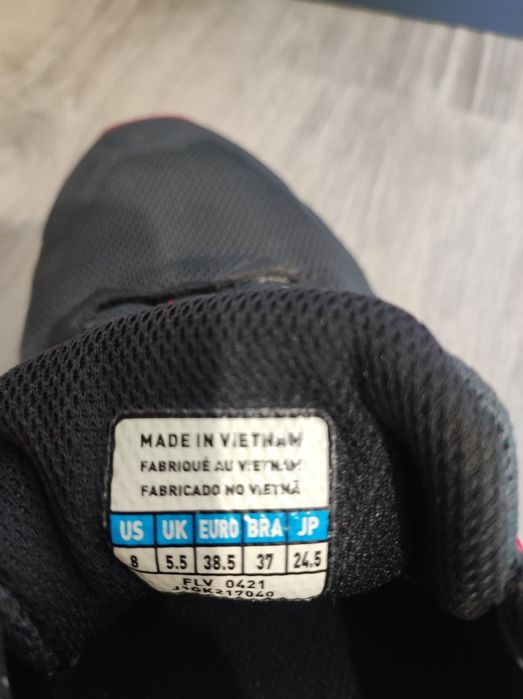 MADE IN VIETNAM
FABRIQUÉ AU VIETNAM
FABRICADO NO VIETNÃ
US UK EURO BRA JP
8 5.5 38.5 37 24.5
FLV 0421
J1GK217040